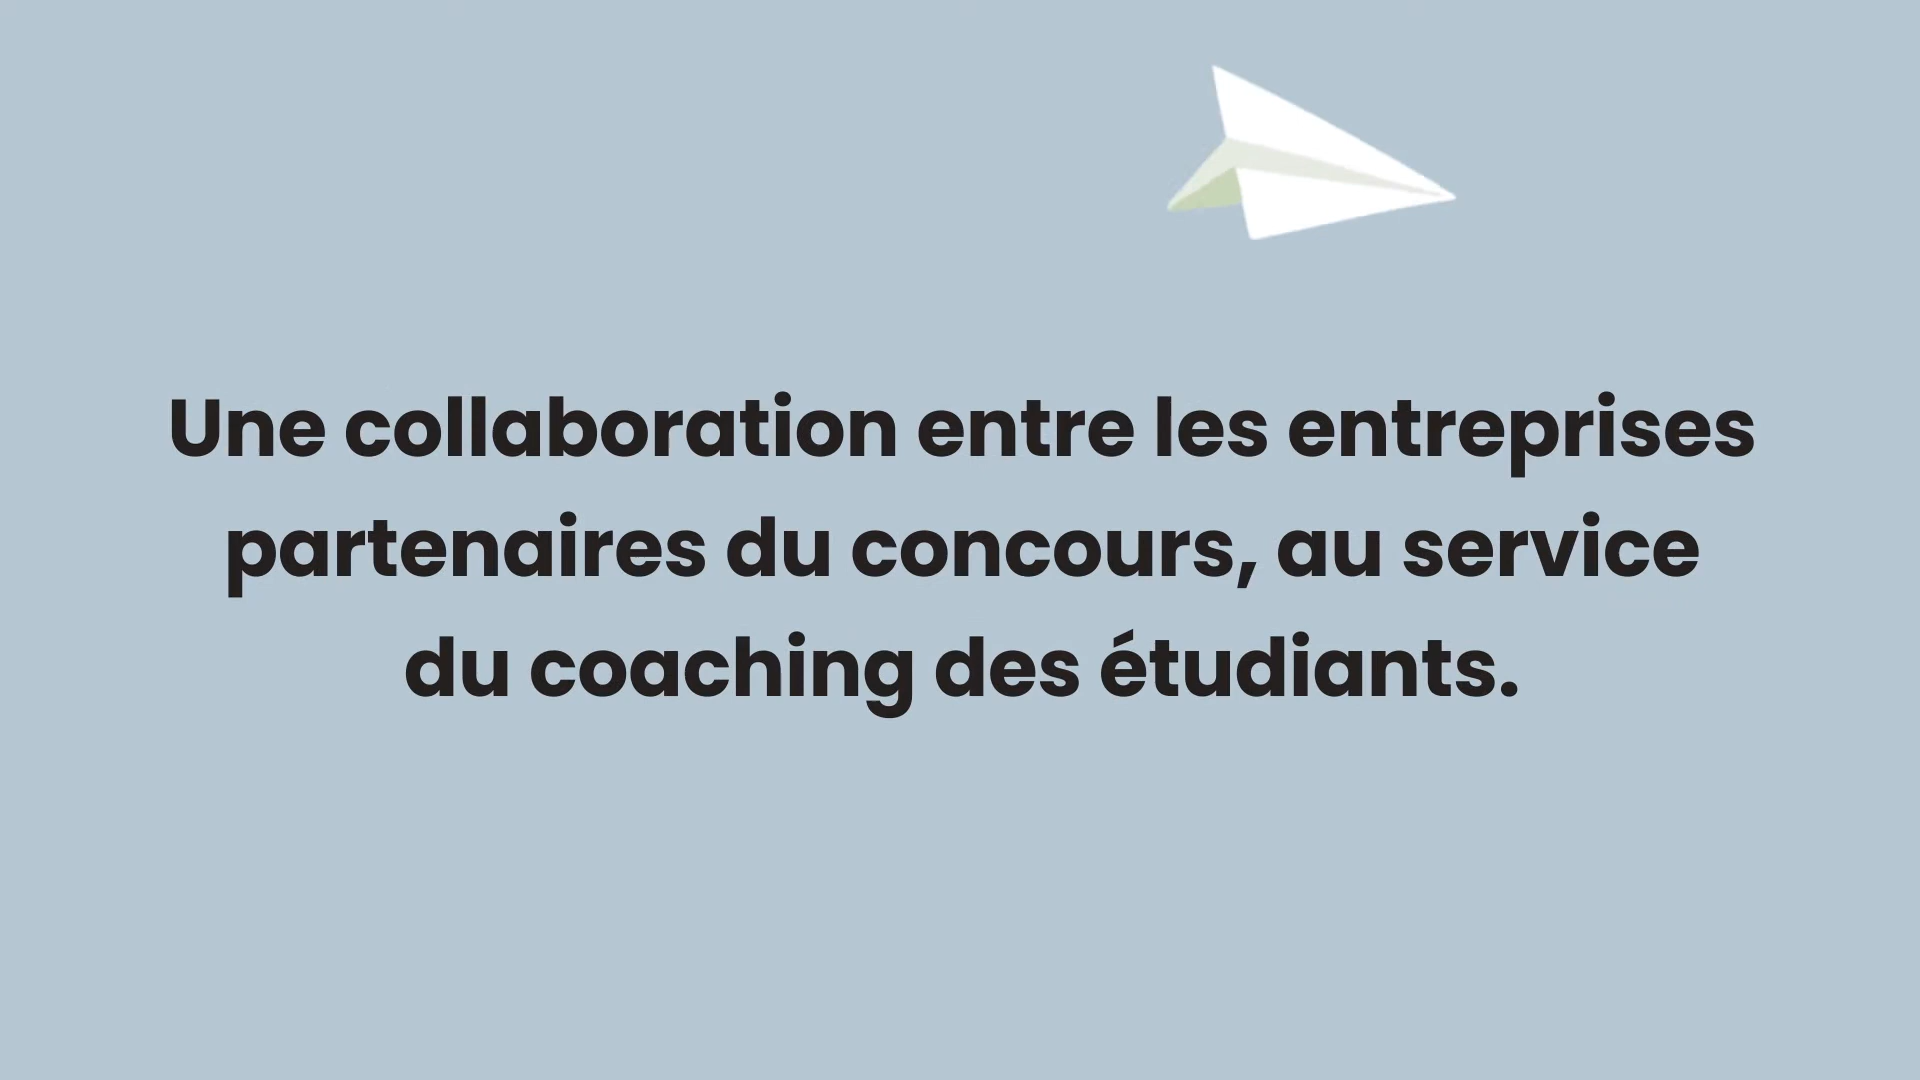 Une collaboration entre les entreprises
partenaires du concours, au service
du coaching des étudiants.